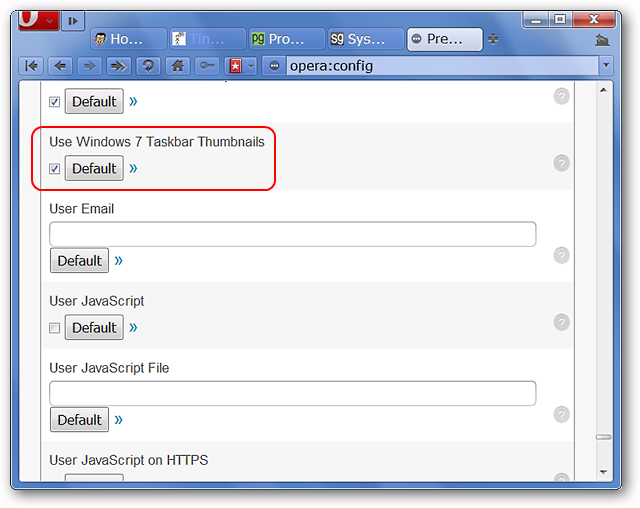 Ho... Tin... Pro... Sys... Pre...
opera:config
Default »
Use Windows 7 Taskbar Thumbnails
Default »
User Email
Default »
User JavaScript
Default »
User JavaScript File
Default »
User JavaScript on HTTPS